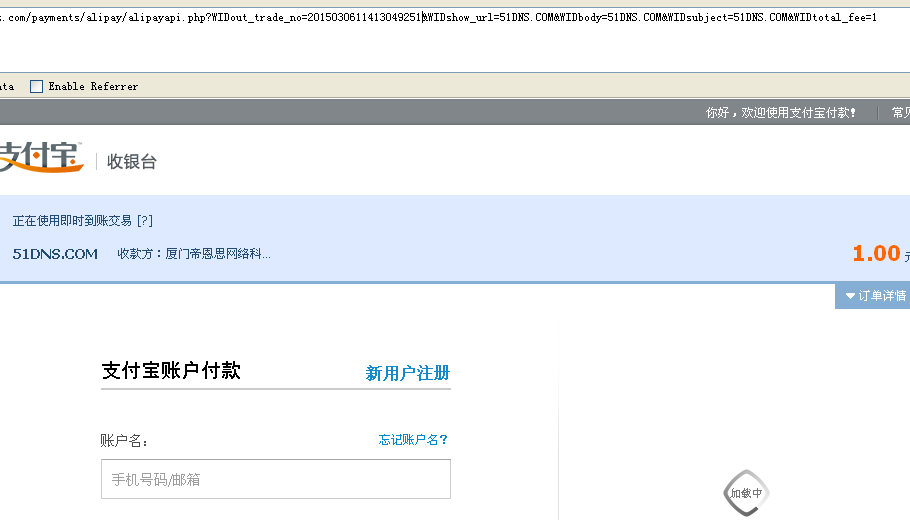 .com/payments/alipay/alipayapi.php?WIDout_trade_no=2015030611413049251&WIDshow_url=51DNS.COM&WIDbody=51DNS.COM&WIDsubject=51DNS.COM&WIDtotal_fee=1
ata Enable Referrer
你好，欢迎使用支付宝付款！ 常见
支付宝 收银台
正在使用即时到账交易 [?]
51DNS.COM 收款方：厦门帝恩思网络科... 1.00 元
订单详情
支付宝账户付款 新用户注册
账户名： 忘记账户名？
手机号码/邮箱
加载中